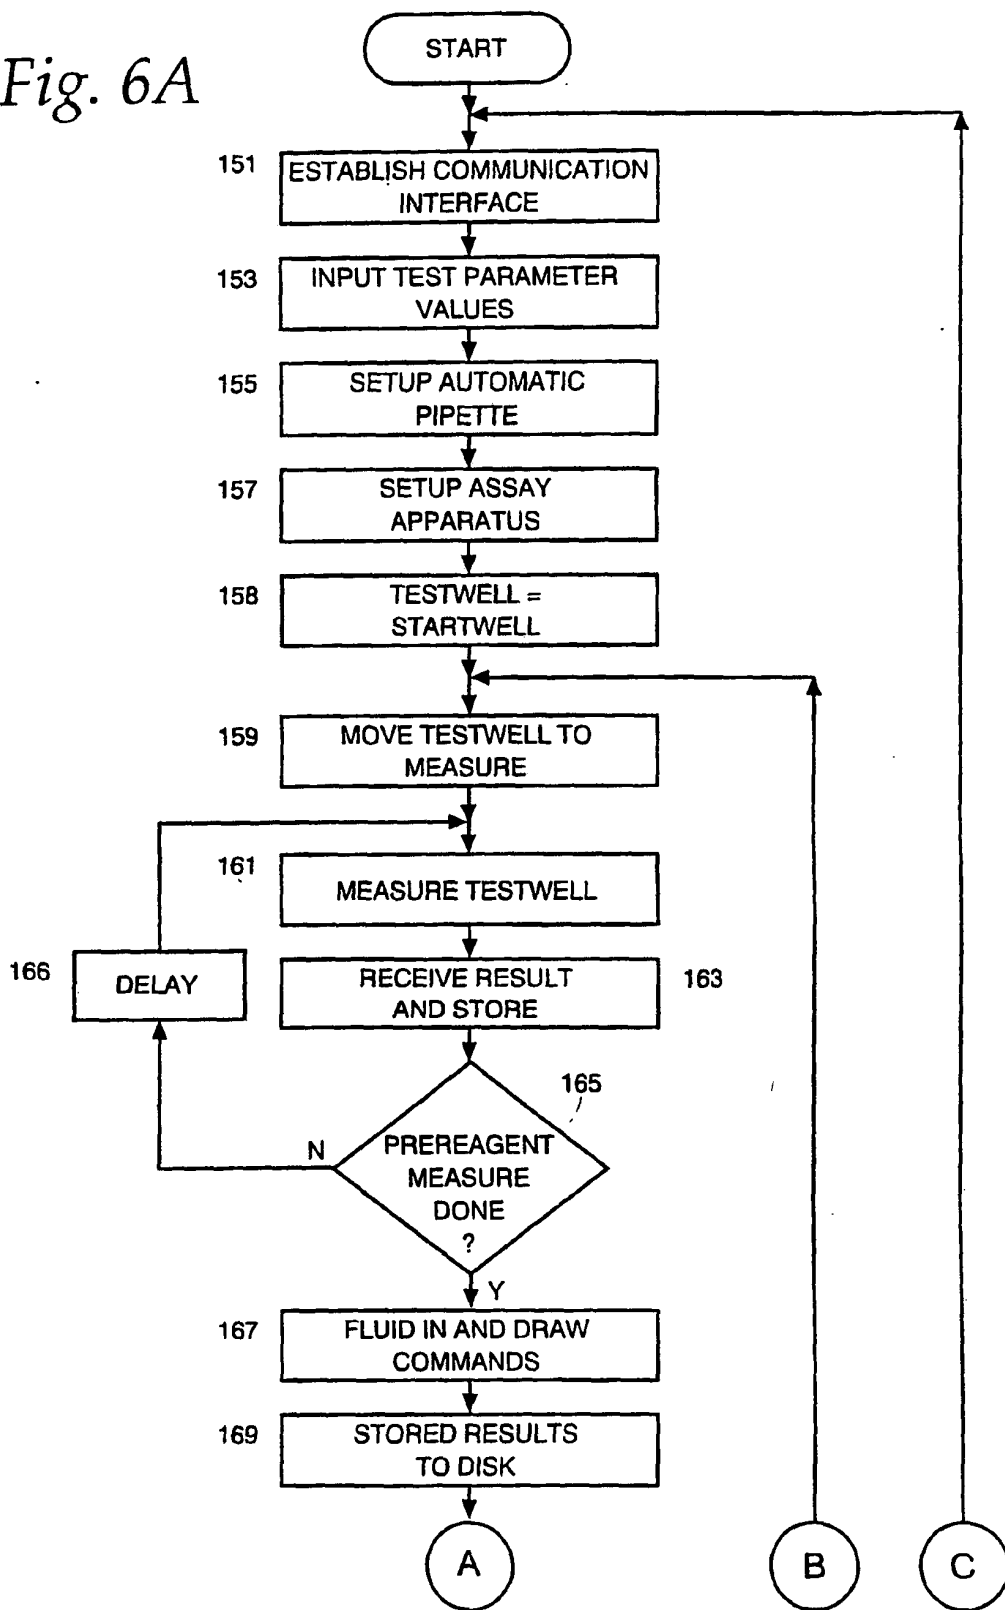 Fig. 6A
START
151
ESTABLISH COMMUNICATION
INTERFACE
153
INPUT TEST PARAMETER
VALUES
155
SETUP AUTOMATIC
PIPETTE
157
SETUP ASSAY
APPARATUS
158
TESTWELL =
STARTWELL
159
MOVE TESTWELL TO
MEASURE
161
MEASURE TESTWELL
166
DELAY
RECEIVE RESULT
AND STORE
163
165
N
PREREAGENT
MEASURE
DONE
?
Y
167
FLUID IN AND DRAW
COMMANDS
169
STORED RESULTS
TO DISK
A
B
C